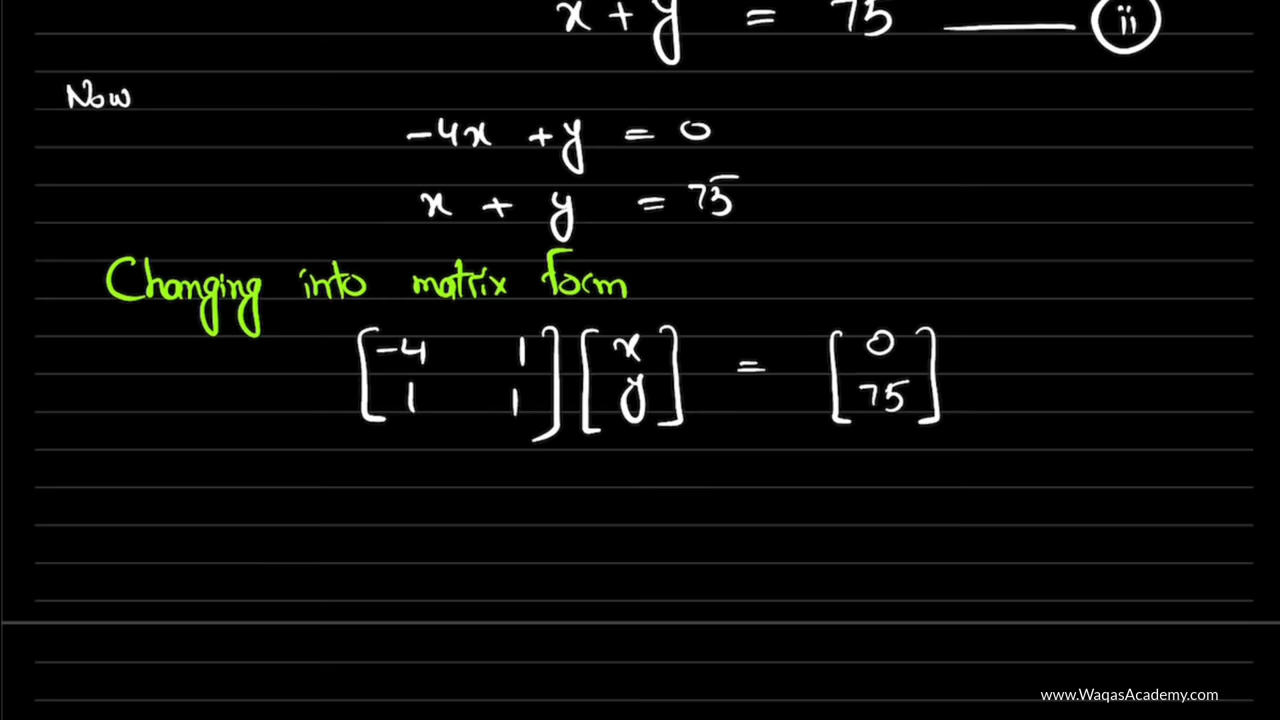 x + y = 75 ——— (ii)
Now
-4x + y = 0
x + y = 75
Changing into matrix form
[-4 1] [x] = [0]
[1 1] [y] [75]
www.WaqasAcademy.com